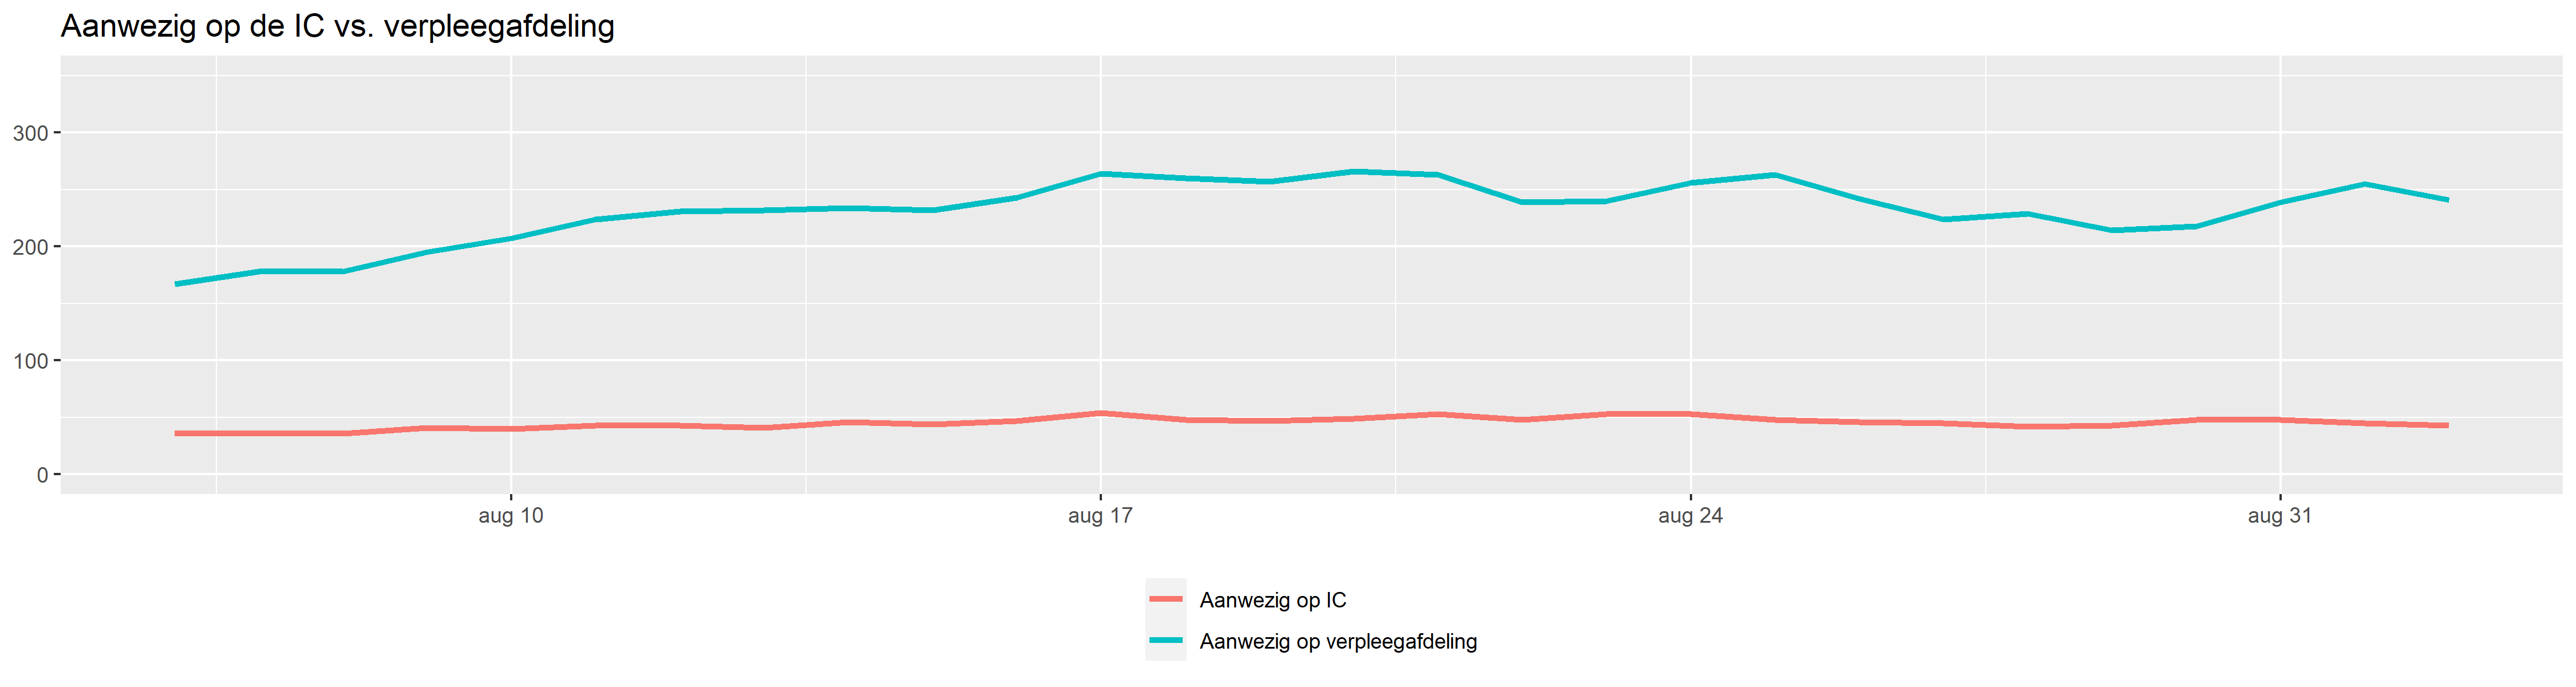 Aanwezig op de IC vs. verpleegafdeling
300
200
100
0
aug 10 aug 17 aug 24 aug 31
Aanwezig op IC
Aanwezig op verpleegafdeling